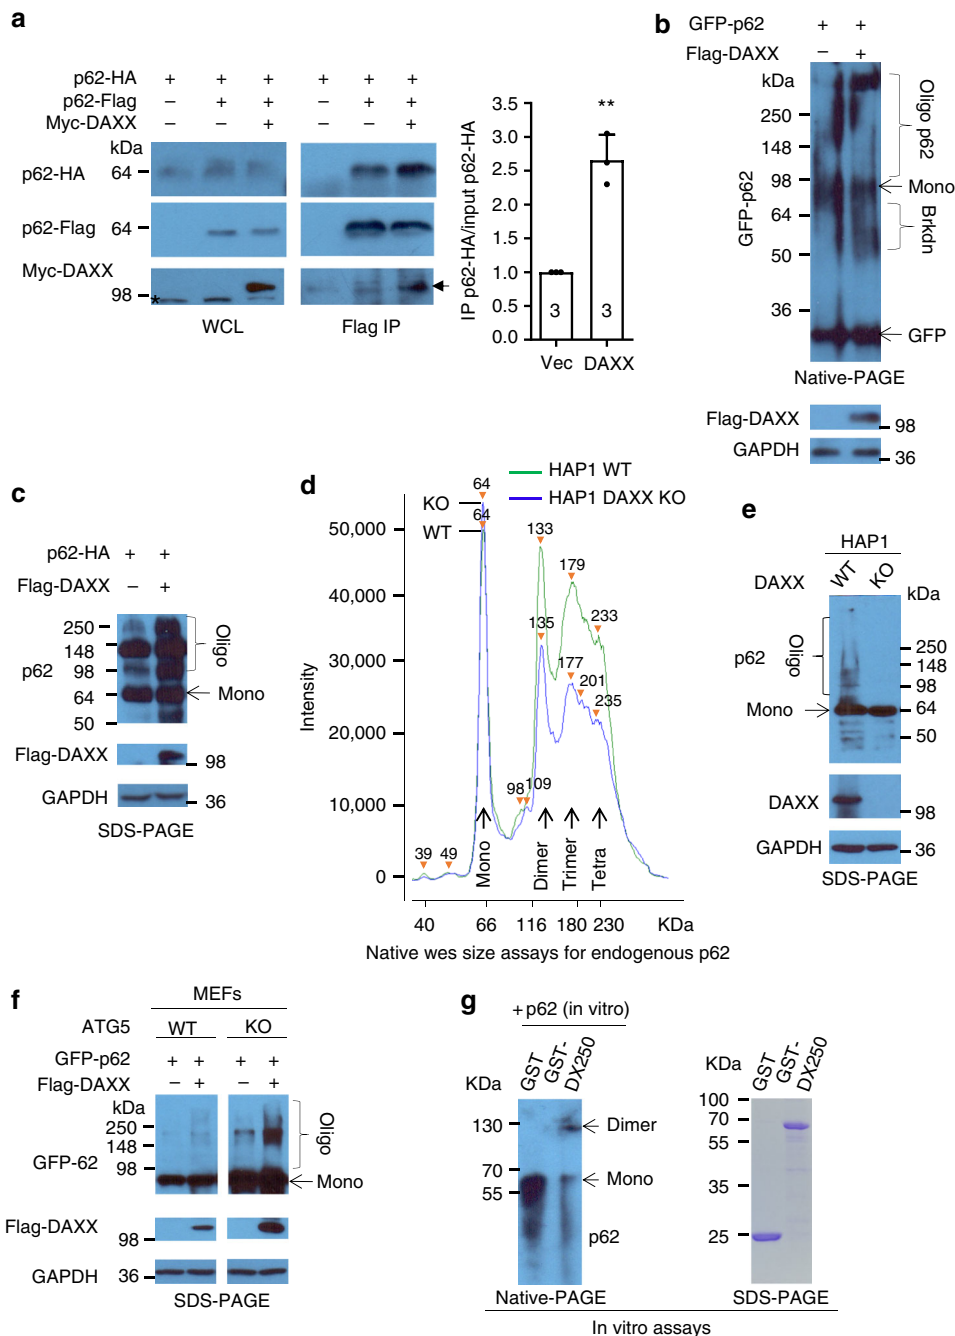 a
p62-HA + + + + + +
p62-Flag – + + – + +
Myc-DAXX – – + – – +
kDa
p62-HA 64
p62-Flag 64
Myc-DAXX
98
*
WCL
Flag IP
IP p62-HA/input p62-HA
3.5
3.0
2.5
2.0
1.5
1.0
0.5
0.0
**
3
3
Vec DAXX
b
GFP-p62 + +
Flag-DAXX – +
kDa
250
148
98
64
50
36
GFP-p62
Oligo p62
Mono
Brkdn
GFP
Native-PAGE
Flag-DAXX
98
GAPDH
36
c
p62-HA + +
Flag-DAXX – +
250
148
p62 98
64
50
Oligo
Mono
Flag-DAXX
98
GAPDH
36
SDS-PAGE
d
HAP1 WT
HAP1 DAXX KO
KO
WT
64
64
133
179
233
135
177
201
235
98
109
39
49
Intensity
50,000
40,000
30,000
20,000
10,000
0
Mono
Dimer
Trimer
Tetra
40 66 116 180 230 KDa
Native wes size assays for endogenous p62
e
HAP1
DAXX WT KO
kDa
p62
Oligo
250
148
98
Mono
64
50
DAXX
98
GAPDH
36
SDS-PAGE
f
MEFs
ATG5 WT KO
GFP-p62 + + + +
Flag-DAXX – + – +
kDa
250
148
98
GFP-62
Oligo
Mono
Flag-DAXX
98
GAPDH 36
SDS-PAGE
g
+p62 (in vitro)
KDa
GST
GST-
DX250
130
70
55
Dimer
Mono
p62
Native-PAGE
KDa
GST
GST-
DX250
100
70
55
35
25
SDS-PAGE
In vitro assays